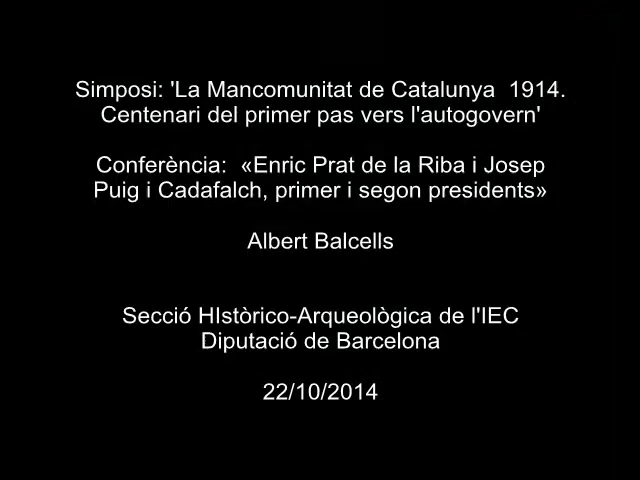 Simposi: 'La Mancomunitat de Catalunya  1914.
Centenari del primer pas vers l'autogovern'
Conferència:  «Enric Prat de la Riba i Josep
Puig i Cadafalch, primer i segon presidents»
Albert Balcells
Secció HIstòrico-Arqueològica de l'IEC
Diputació de Barcelona
22/10/2014